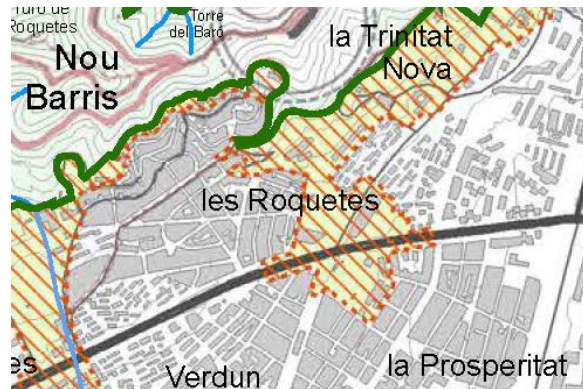 Turó de
Roquetes
Torre
del Baró
Nou
Barris
la Trinitat
Nova
les Roquetes
es
Verdun
la Prosperitat